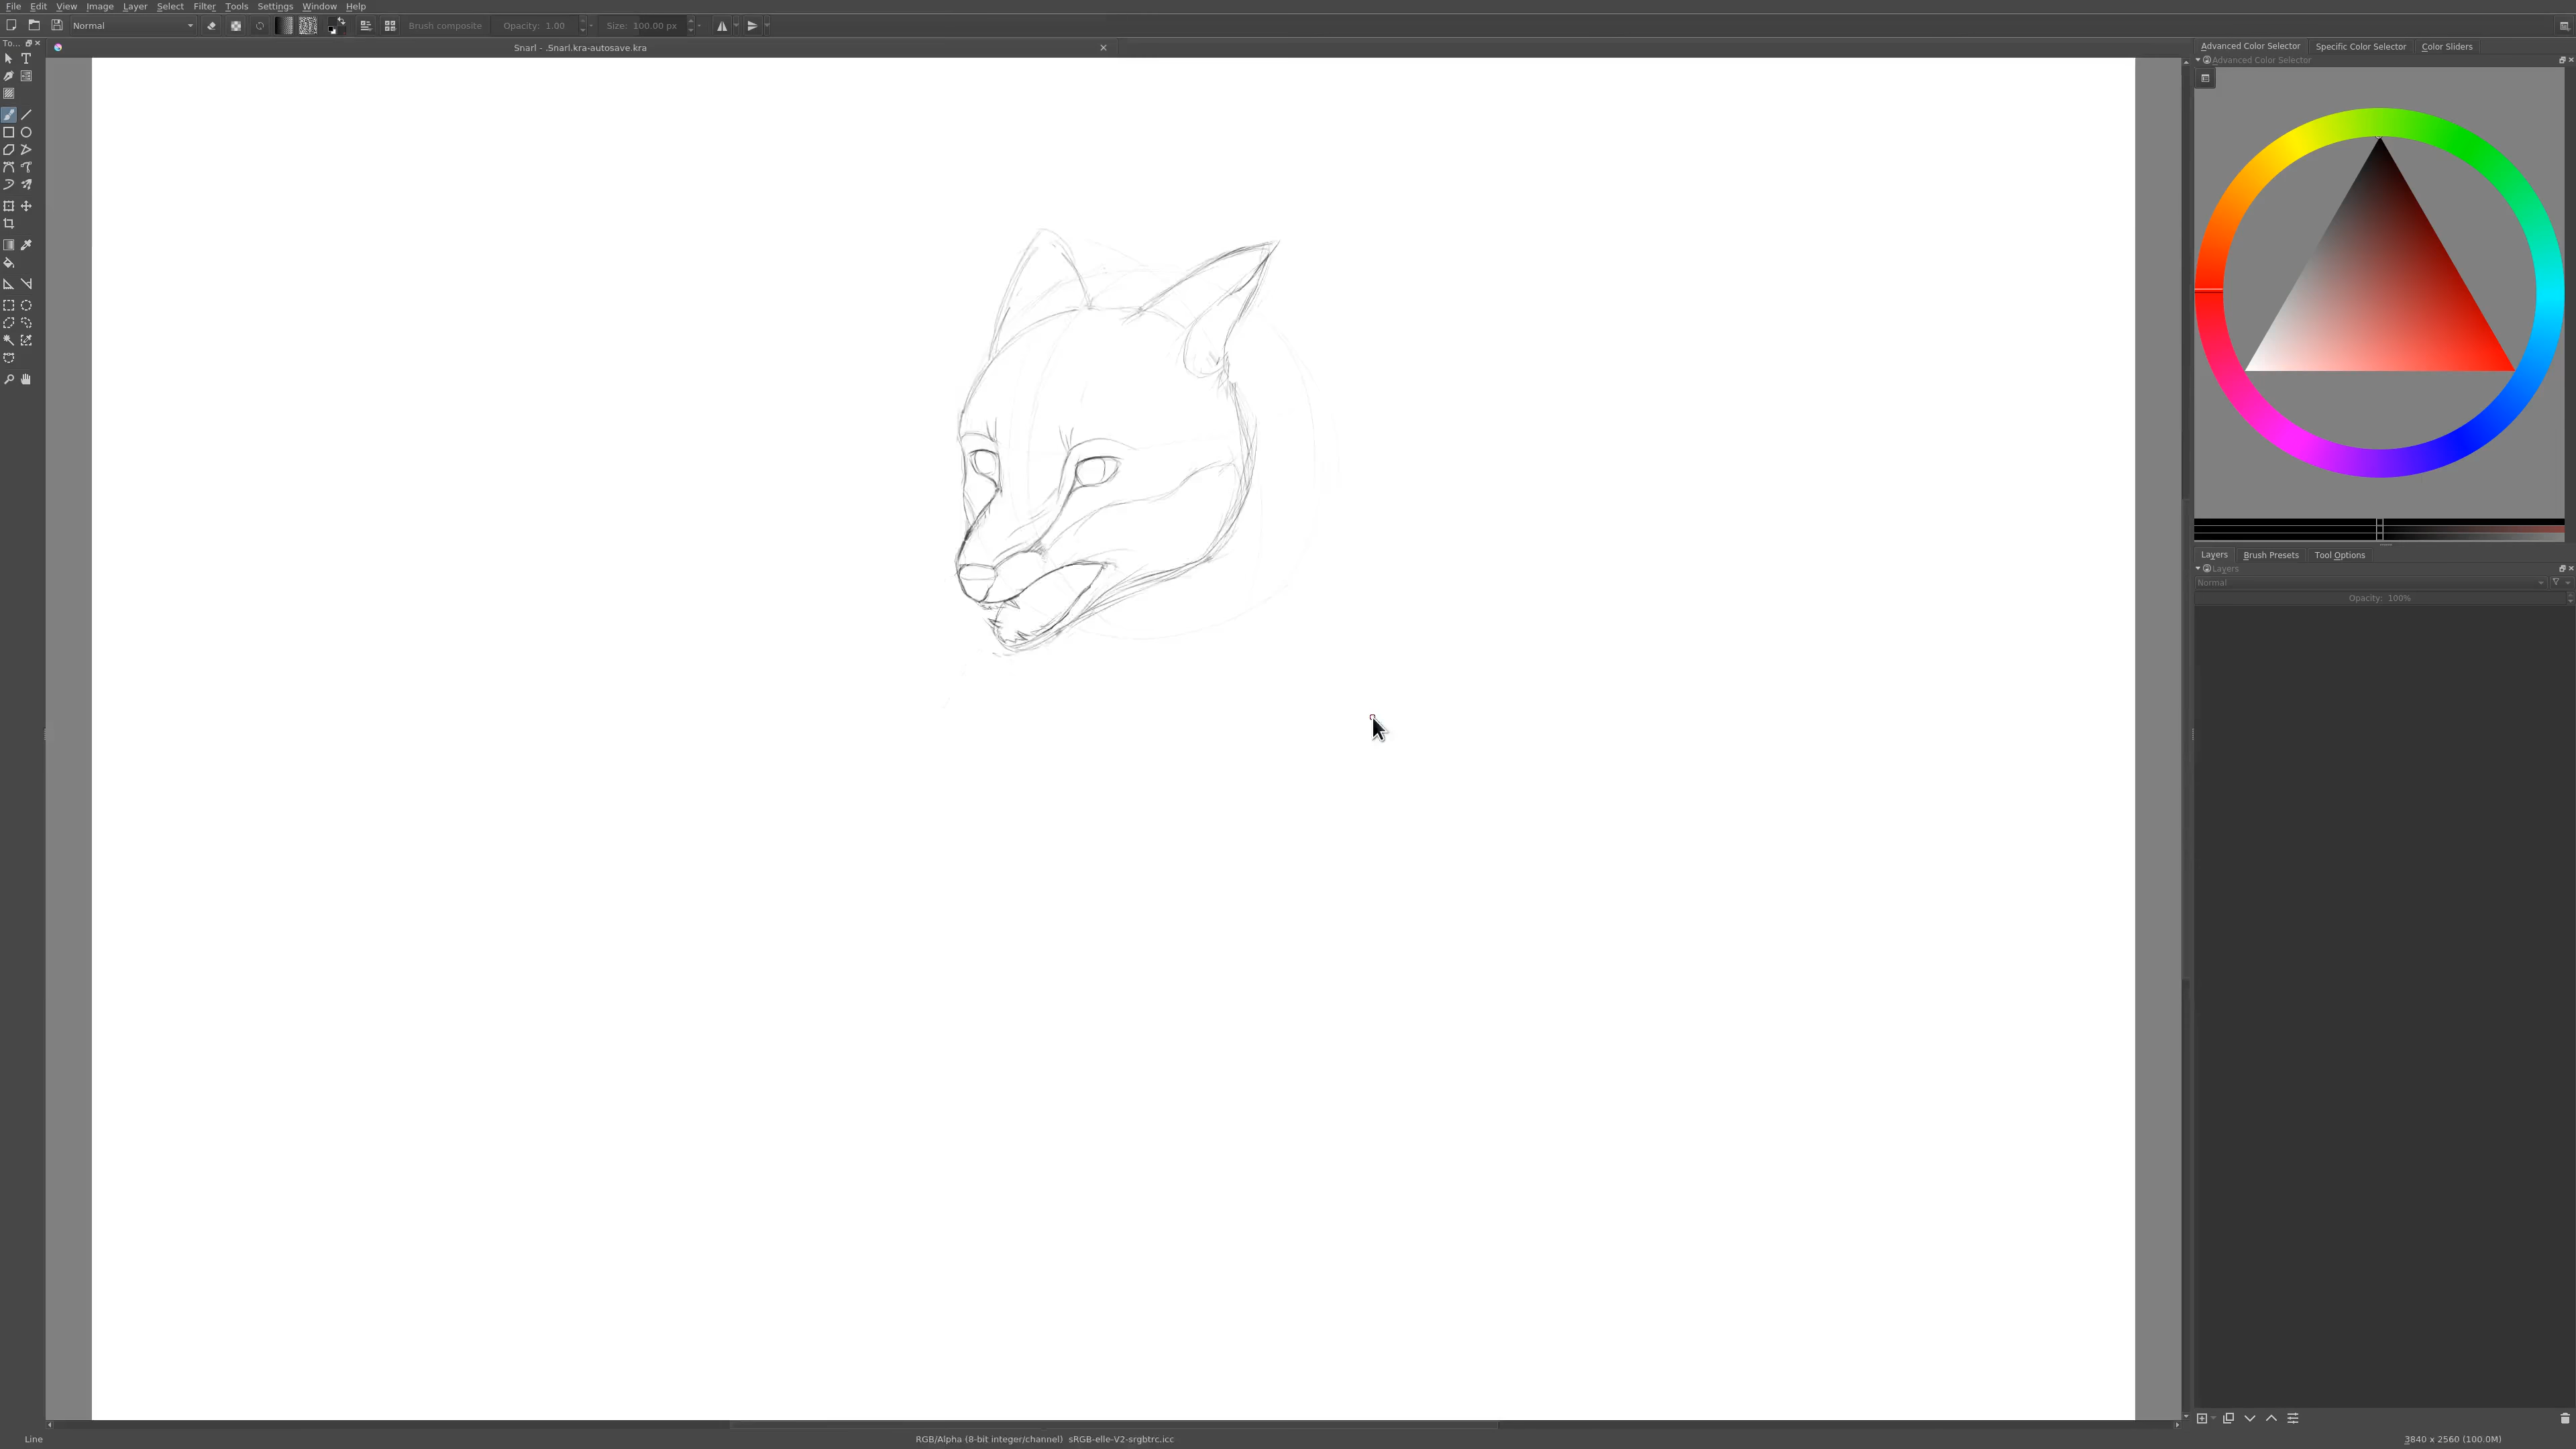 File Edit View Image Layer Select Filter Tools Settings Window Help
Normal Brush composite Opacity: 1.00 Size: 100.00 px
To...
Snarl - .Snarl.kra-autosave.kra
Advanced Color Selector Specific Color Selector Color Sliders
Advanced Color Selector
Layers Brush Presets Tool Options
Layers
Normal
Opacity: 100%
Line
RGB/Alpha (8-bit integer/channel) sRGB-elle-V2-srgbtrc.icc
3840 x 2560 (100.0M)